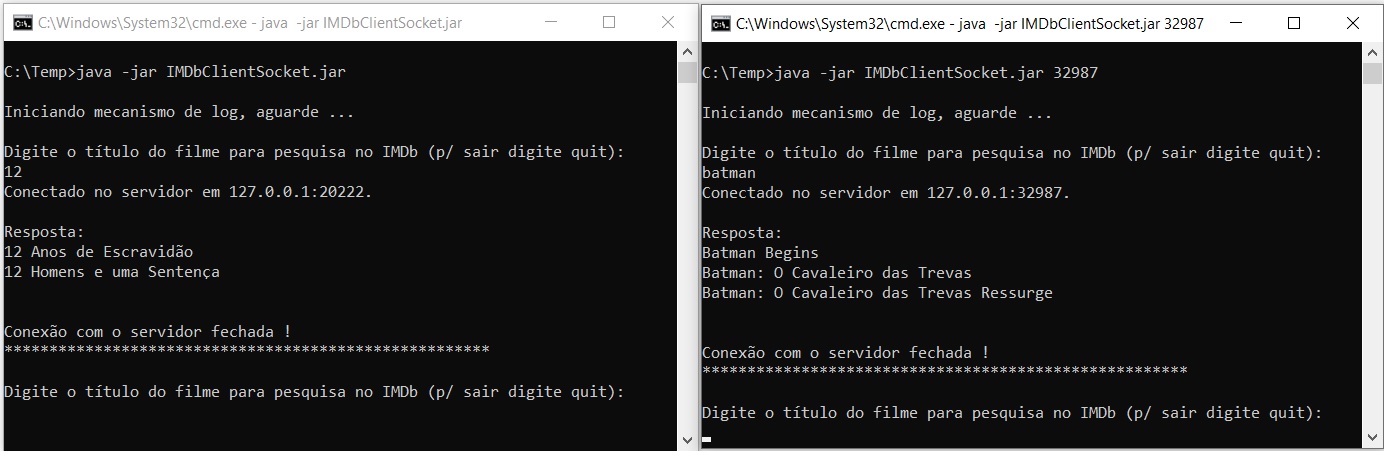 C:\Windows\System32\cmd.exe - java  -jar IMDbClientSocket.jar
C:\Temp>java -jar IMDbClientSocket.jar
Iniciando mecanismo de log, aguarde ...
Digite o título do filme para pesquisa no IMDb (p/ sair digite quit):
12
Conectado no servidor em 127.0.0.1:20222.
Resposta:
12 Anos de Escravidão
12 Homens e uma Sentença
Conexão com o servidor fechada !
******************************************************
Digite o título do filme para pesquisa no IMDb (p/ sair digite quit):
C:\Windows\System32\cmd.exe - java  -jar IMDbClientSocket.jar 32987
C:\Temp>java -jar IMDbClientSocket.jar 32987
Iniciando mecanismo de log, aguarde ...
Digite o título do filme para pesquisa no IMDb (p/ sair digite quit):
batman
Conectado no servidor em 127.0.0.1:32987.
Resposta:
Batman Begins
Batman: O Cavaleiro das Trevas
Batman: O Cavaleiro das Trevas Ressurge
Conexão com o servidor fechada !
******************************************************
Digite o título do filme para pesquisa no IMDb (p/ sair digite quit):